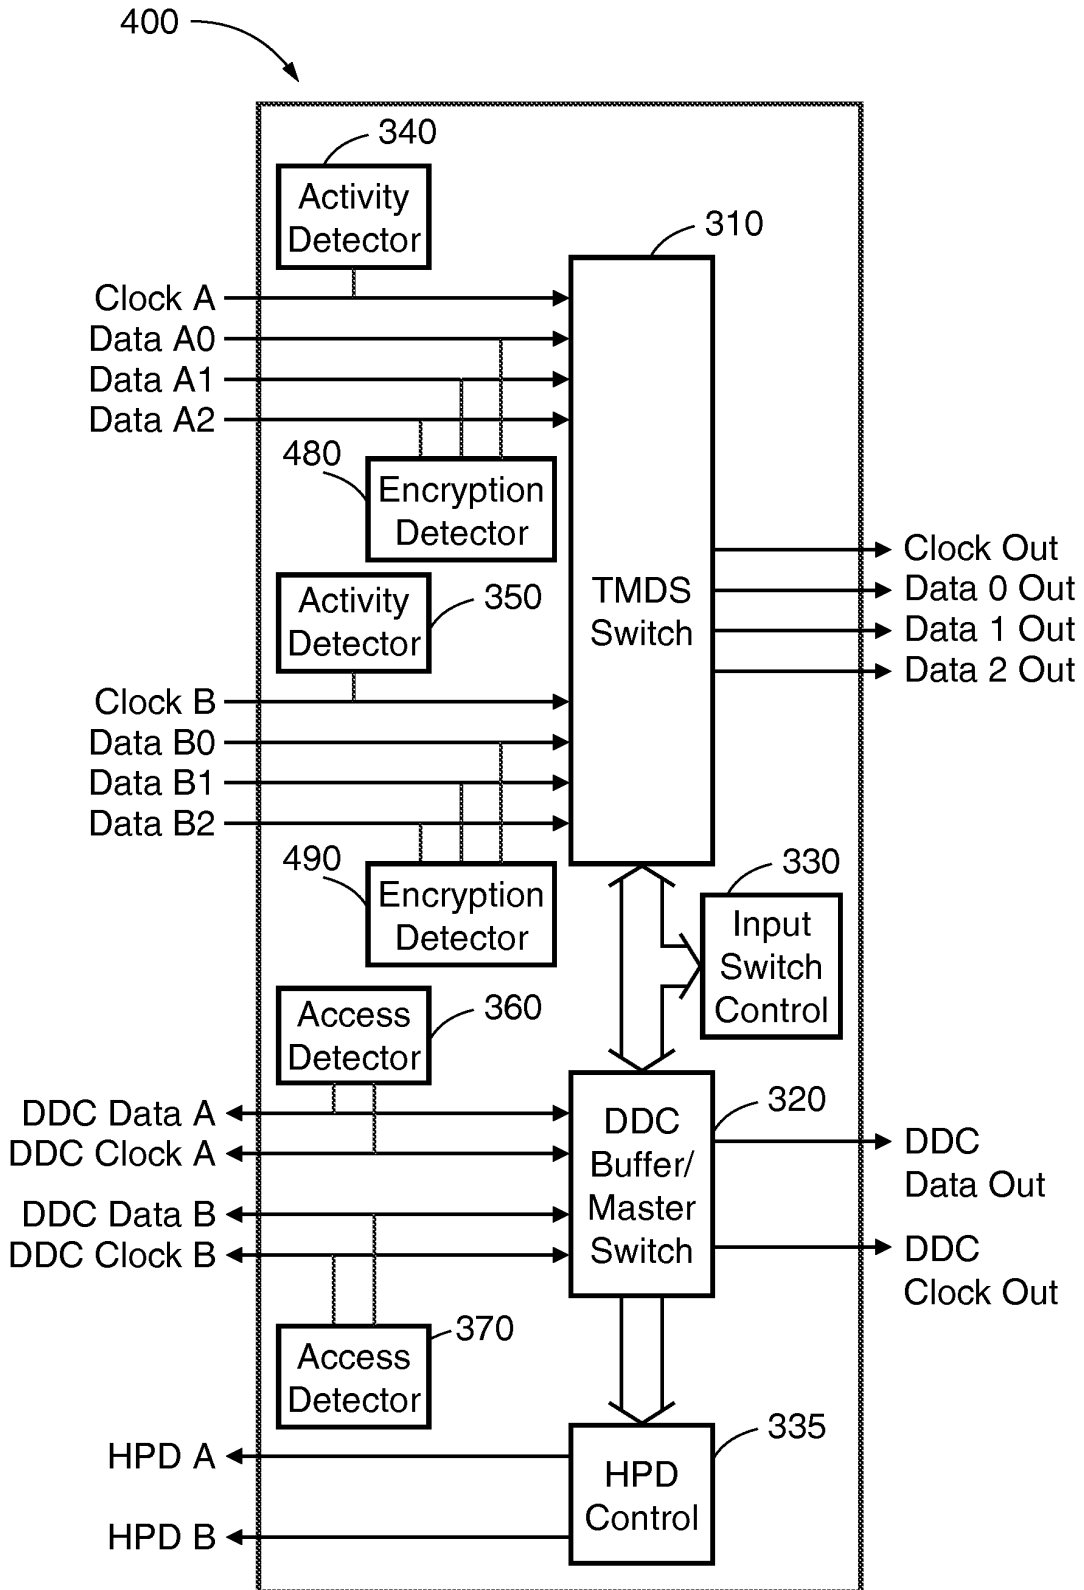 400
340
Activity
Detector
310
Clock A
Data A0
Data A1
Data A2
480
Encryption
Detector
TMDS
Switch
Clock Out
Data 0 Out
Data 1 Out
Data 2 Out
350
Activity
Detector
Clock B
Data B0
Data B1
Data B2
490
Encryption
Detector
330
Input
Switch
Control
360
Access
Detector
DDC Data A
DDC Clock A
DDC Data B
DDC Clock B
320
DDC
Buffer/
Master
Switch
DDC
Data Out
DDC
Clock Out
370
Access
Detector
335
HPD
Control
HPD A
HPD B